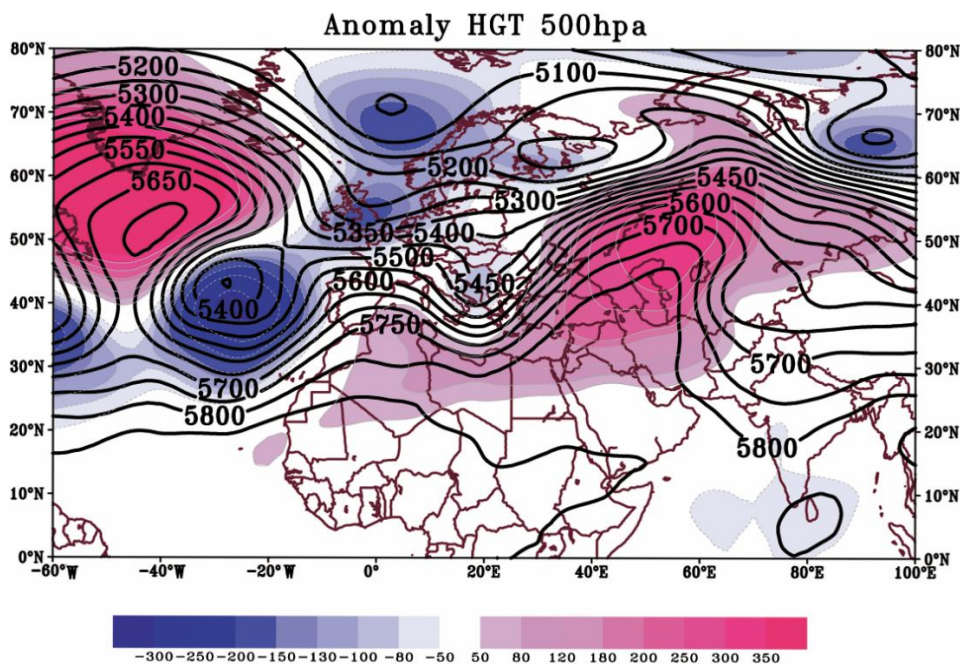 Anomaly HGT 500hpa
80°N 80°N
5200 5100
5300
70°N 70°N
5400
5550 5200
60°N 5650 5300 5450 60°N
5600
5350 5400 5700
50°N 50°N
5500
5600 5450
40°N 5400 40°N
5750
30°N 5700 5700 30°N
5800
20°N 5800 20°N
10°N 10°N
0°N 0°N
-60°W -40°W -20°W 0° 20°E 40°E 60°E 80°E 100°E
-300 -250 -200 -150 -130 -100 -80 -50 50 80 120 180 200 250 300 350